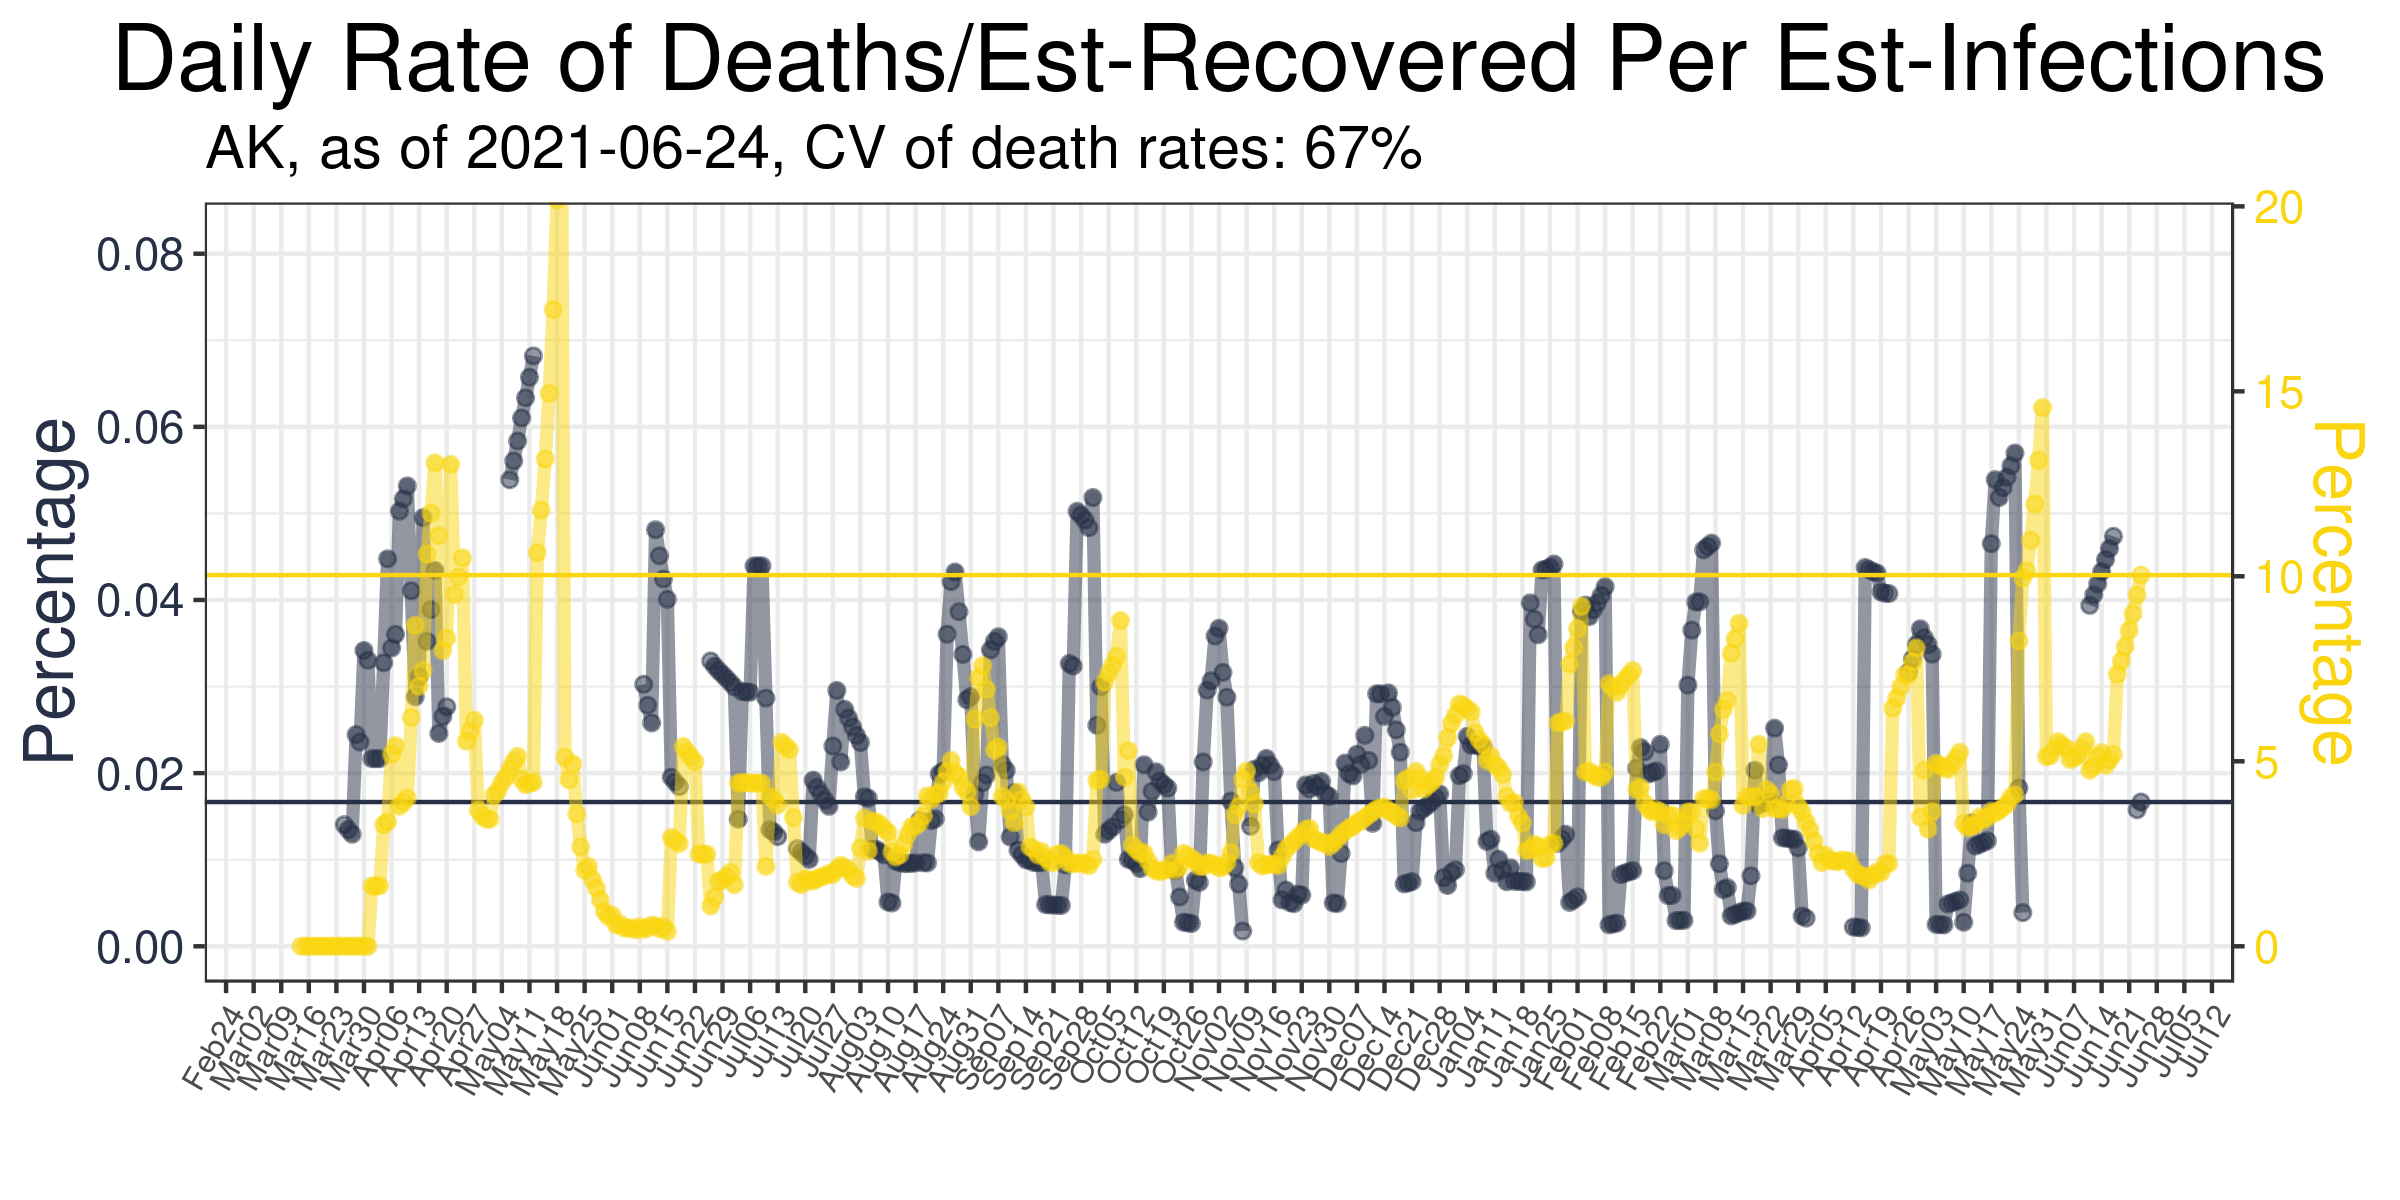 Daily Rate of Deaths/Est-Recovered Per Est-Infections
AK, as of 2021-06-24, CV of death rates: 67%
Percentage
0.08
0.06
0.04
0.02
0.00
20
15
10
5
0
Percentage
Feb24
Mar02
Mar09
Mar16
Mar23
Mar30
Apr06
Apr13
Apr20
Apr27
May04
May11
May18
May25
Jun01
Jun08
Jun15
Jun22
Jun29
Jul06
Jul13
Jul20
Jul27
Aug03
Aug10
Aug17
Aug24
Aug31
Sep07
Sep14
Sep21
Sep28
Oct05
Oct12
Oct19
Oct26
Nov02
Nov09
Nov16
Nov23
Nov30
Dec07
Dec14
Dec21
Dec28
Jan04
Jan11
Jan18
Jan25
Feb01
Feb08
Feb15
Feb22
Mar01
Mar08
Mar15
Mar22
Mar29
Apr05
Apr12
Apr19
Apr26
May03
May10
May17
May24
May31
Jun07
Jun14
Jun21
Jun28
Jul05
Jul12